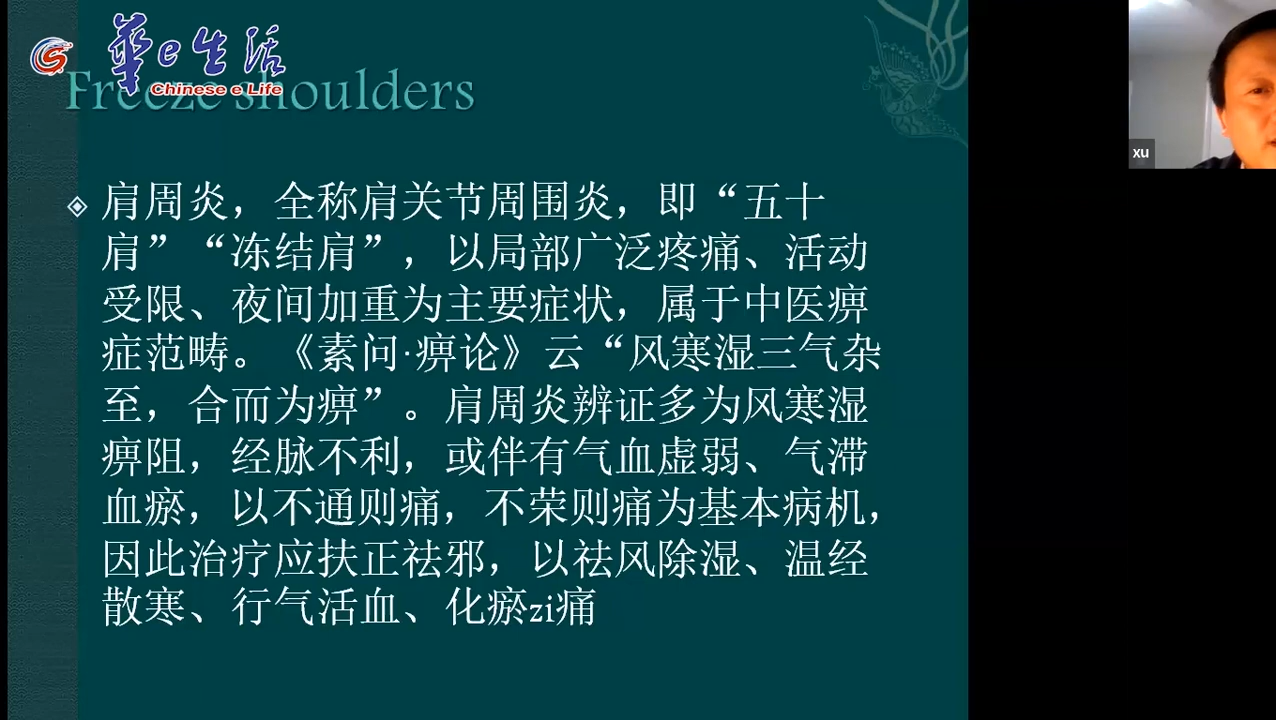 華e生活
Chinese e Life
Freeze shoulders
肩周炎，全称肩关节周围炎，即“五十
肩”“冻结肩”，以局部广泛疼痛、活动
受限、夜间加重为主要症状，属于中医痹
症范畴。《素问·痹论》云“风寒湿三气杂
至，合而为痹”。肩周炎辨证多为风寒湿
痹阻，经脉不利，或伴有气血虚弱、气滞
血瘀，以不通则痛，不荣则痛为基本病机，
因此治疗应扶正祛邪，以祛风除湿、温经
散寒、行气活血、化瘀zi痛
xu